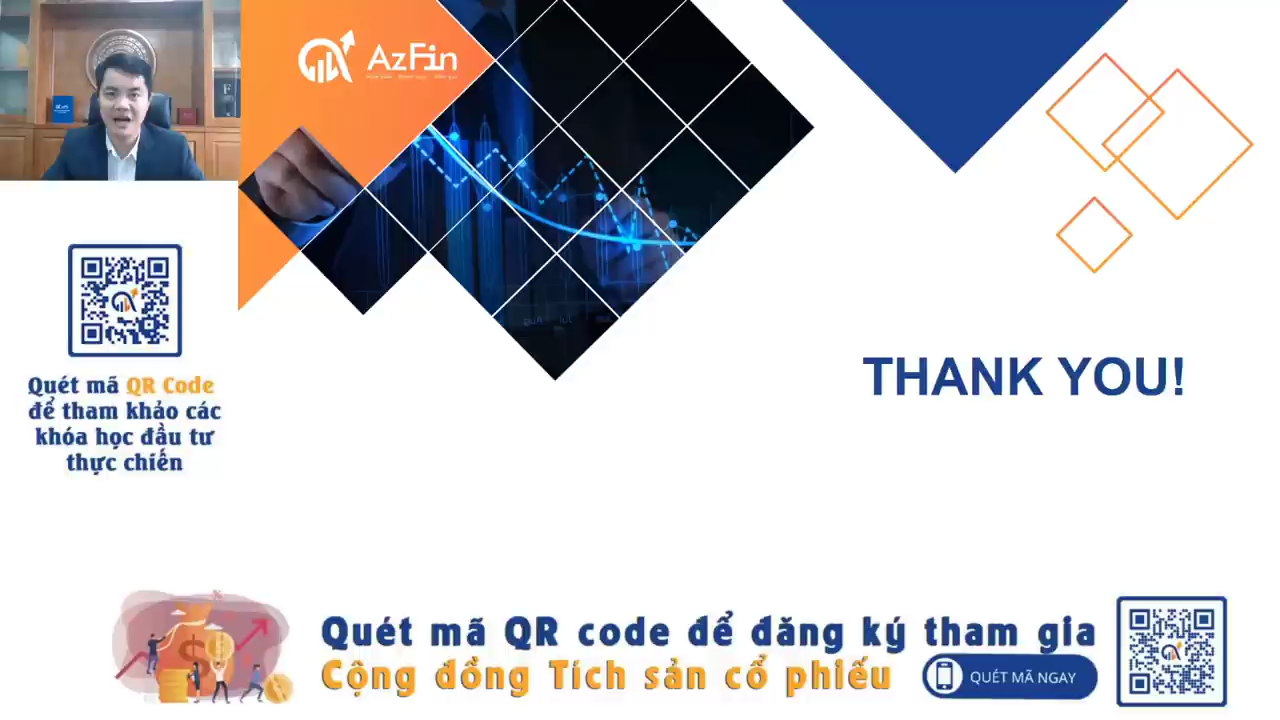 AzFin
Quét mã QR Code
để tham khảo các
khóa học đầu tư
thực chiến
THANK YOU!
Quét mã QR code để đăng ký tham gia
Cộng đồng Tích sản cổ phiếu
QUÉT MÃ NGAY